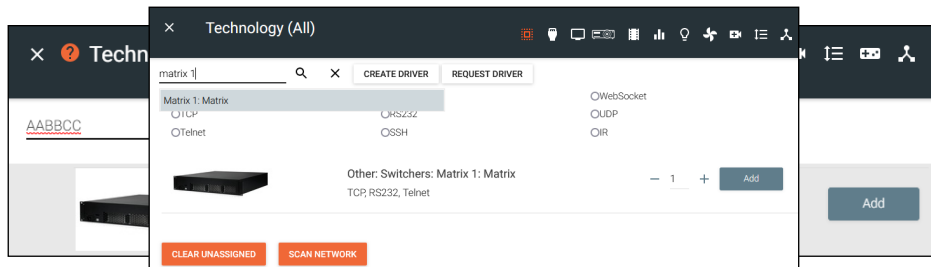 Technology (All)
× ? Techn
matrix 1
CREATE DRIVER
REQUEST DRIVER
Matrix 1: Matrix
WebSocket
TCP
RS232
UDP
Telnet
SSH
IR
AABBCC
Other: Switchers: Matrix 1: Matrix
TCP, RS232, Telnet
− 1 + Add
Add
CLEAR UNASSIGNED
SCAN NETWORK